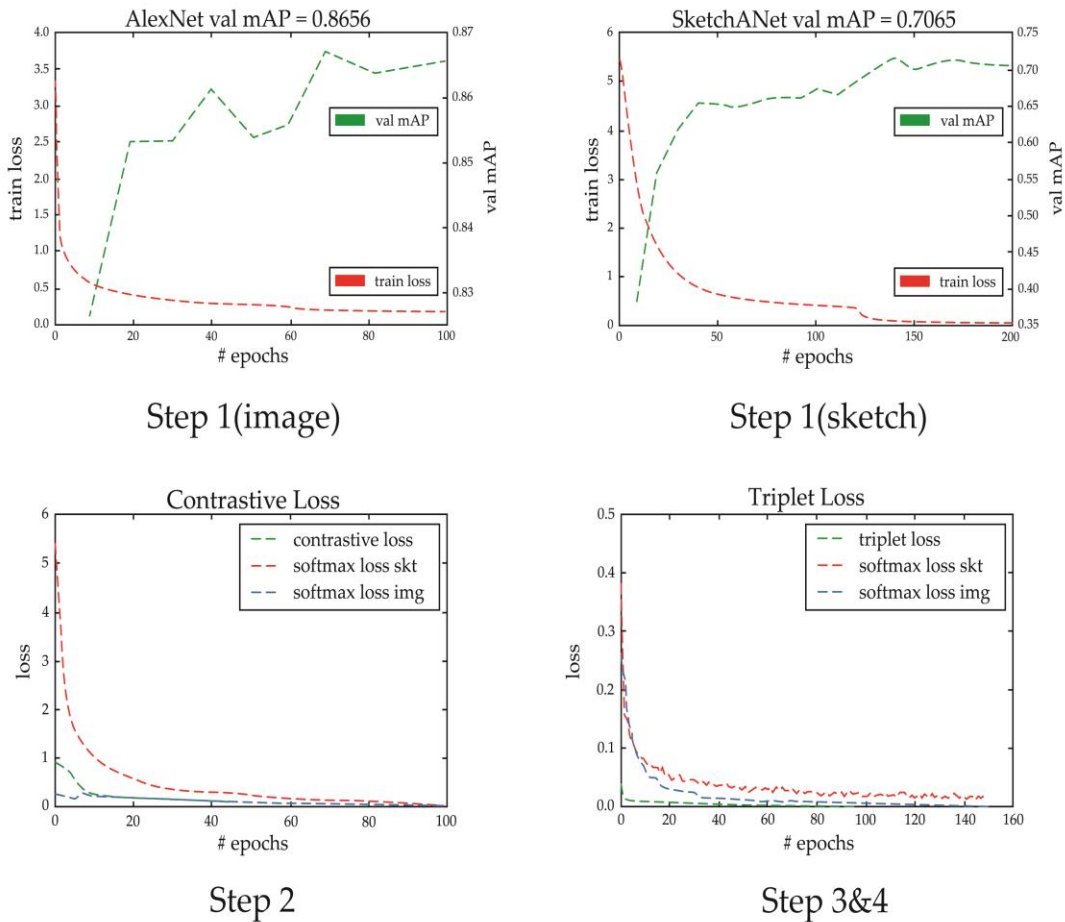 AlexNet val mAP = 0.8656
4.0
3.5
3.0
2.5
2.0
1.5
1.0
0.5
0.0
train loss
0.87
0.86
0.85
0.84
0.83
val mAP
val mAP
train loss
0 20 40 60 80 100
# epochs
Step 1(image)
SketchANet val mAP = 0.7065
6
5
4
3
2
1
0
train loss
0.75
0.70
0.65
0.60
0.55
0.50
0.45
0.40
0.35
val mAP
val mAP
train loss
0 50 100 150 200
# epochs
Step 1(sketch)
Contrastive Loss
6
5
4
3
2
1
0
loss
contrastive loss
softmax loss skt
softmax loss img
0 20 40 60 80 100
# epochs
Step 2
Triplet Loss
0.5
0.4
0.3
0.2
0.1
0.0
loss
triplet loss
softmax loss skt
softmax loss img
0 20 40 60 80 100 120 140 160
# epochs
Step 3&4